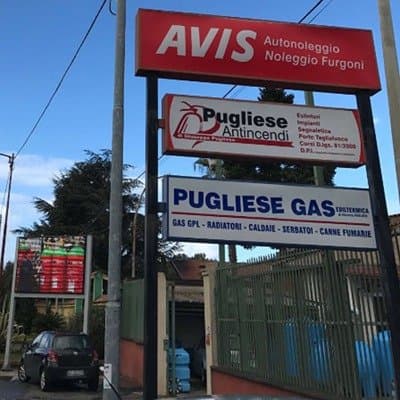 AVIS Autonoleggio
Noleggio Furgoni
Pugliese
Antincendi
Estintori
Impianti
Segnaletica
Porte Tagliafuoco
Corsi D.lgs. 81/2008
D.P.I.
PUGLIESE GAS EDILTERMICA
GAS GPL - RADIATORI - CALDAIE - SERBATOI - CANNE FUMARIE